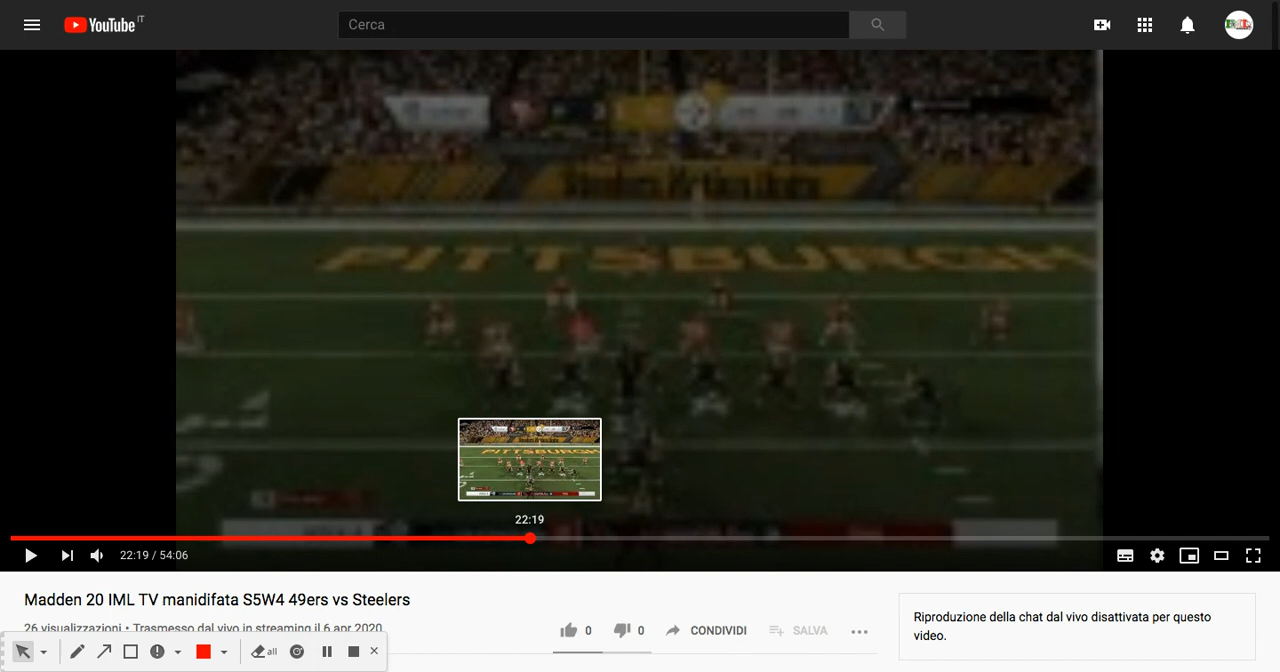 YouTube IT
Cerca
PITTSBURGH
PITTSBURGH
22:19
22:19 / 54:06
Madden 20 IML TV manidifata S5W4 49ers vs Steelers
26 visualizzazioni • Trasmesso dal vivo in streaming il 6 apr 2020
0
0
CONDIVIDI
SALVA
Riproduzione della chat dal vivo disattivata per questo
video.
all